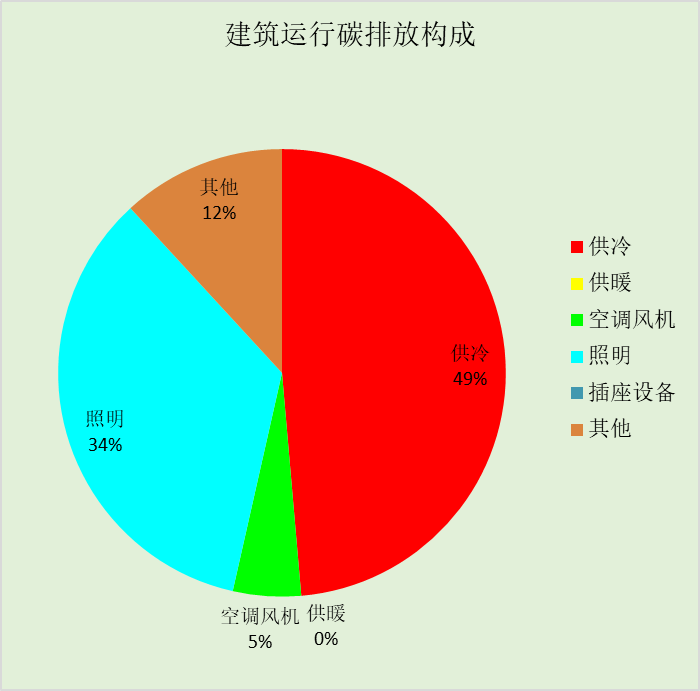 建筑运行碳排放构成
其他
12%
供冷
49%
照明
34%
空调风机
5%
供暖
0%
供冷
供暖
空调风机
照明
插座设备
其他